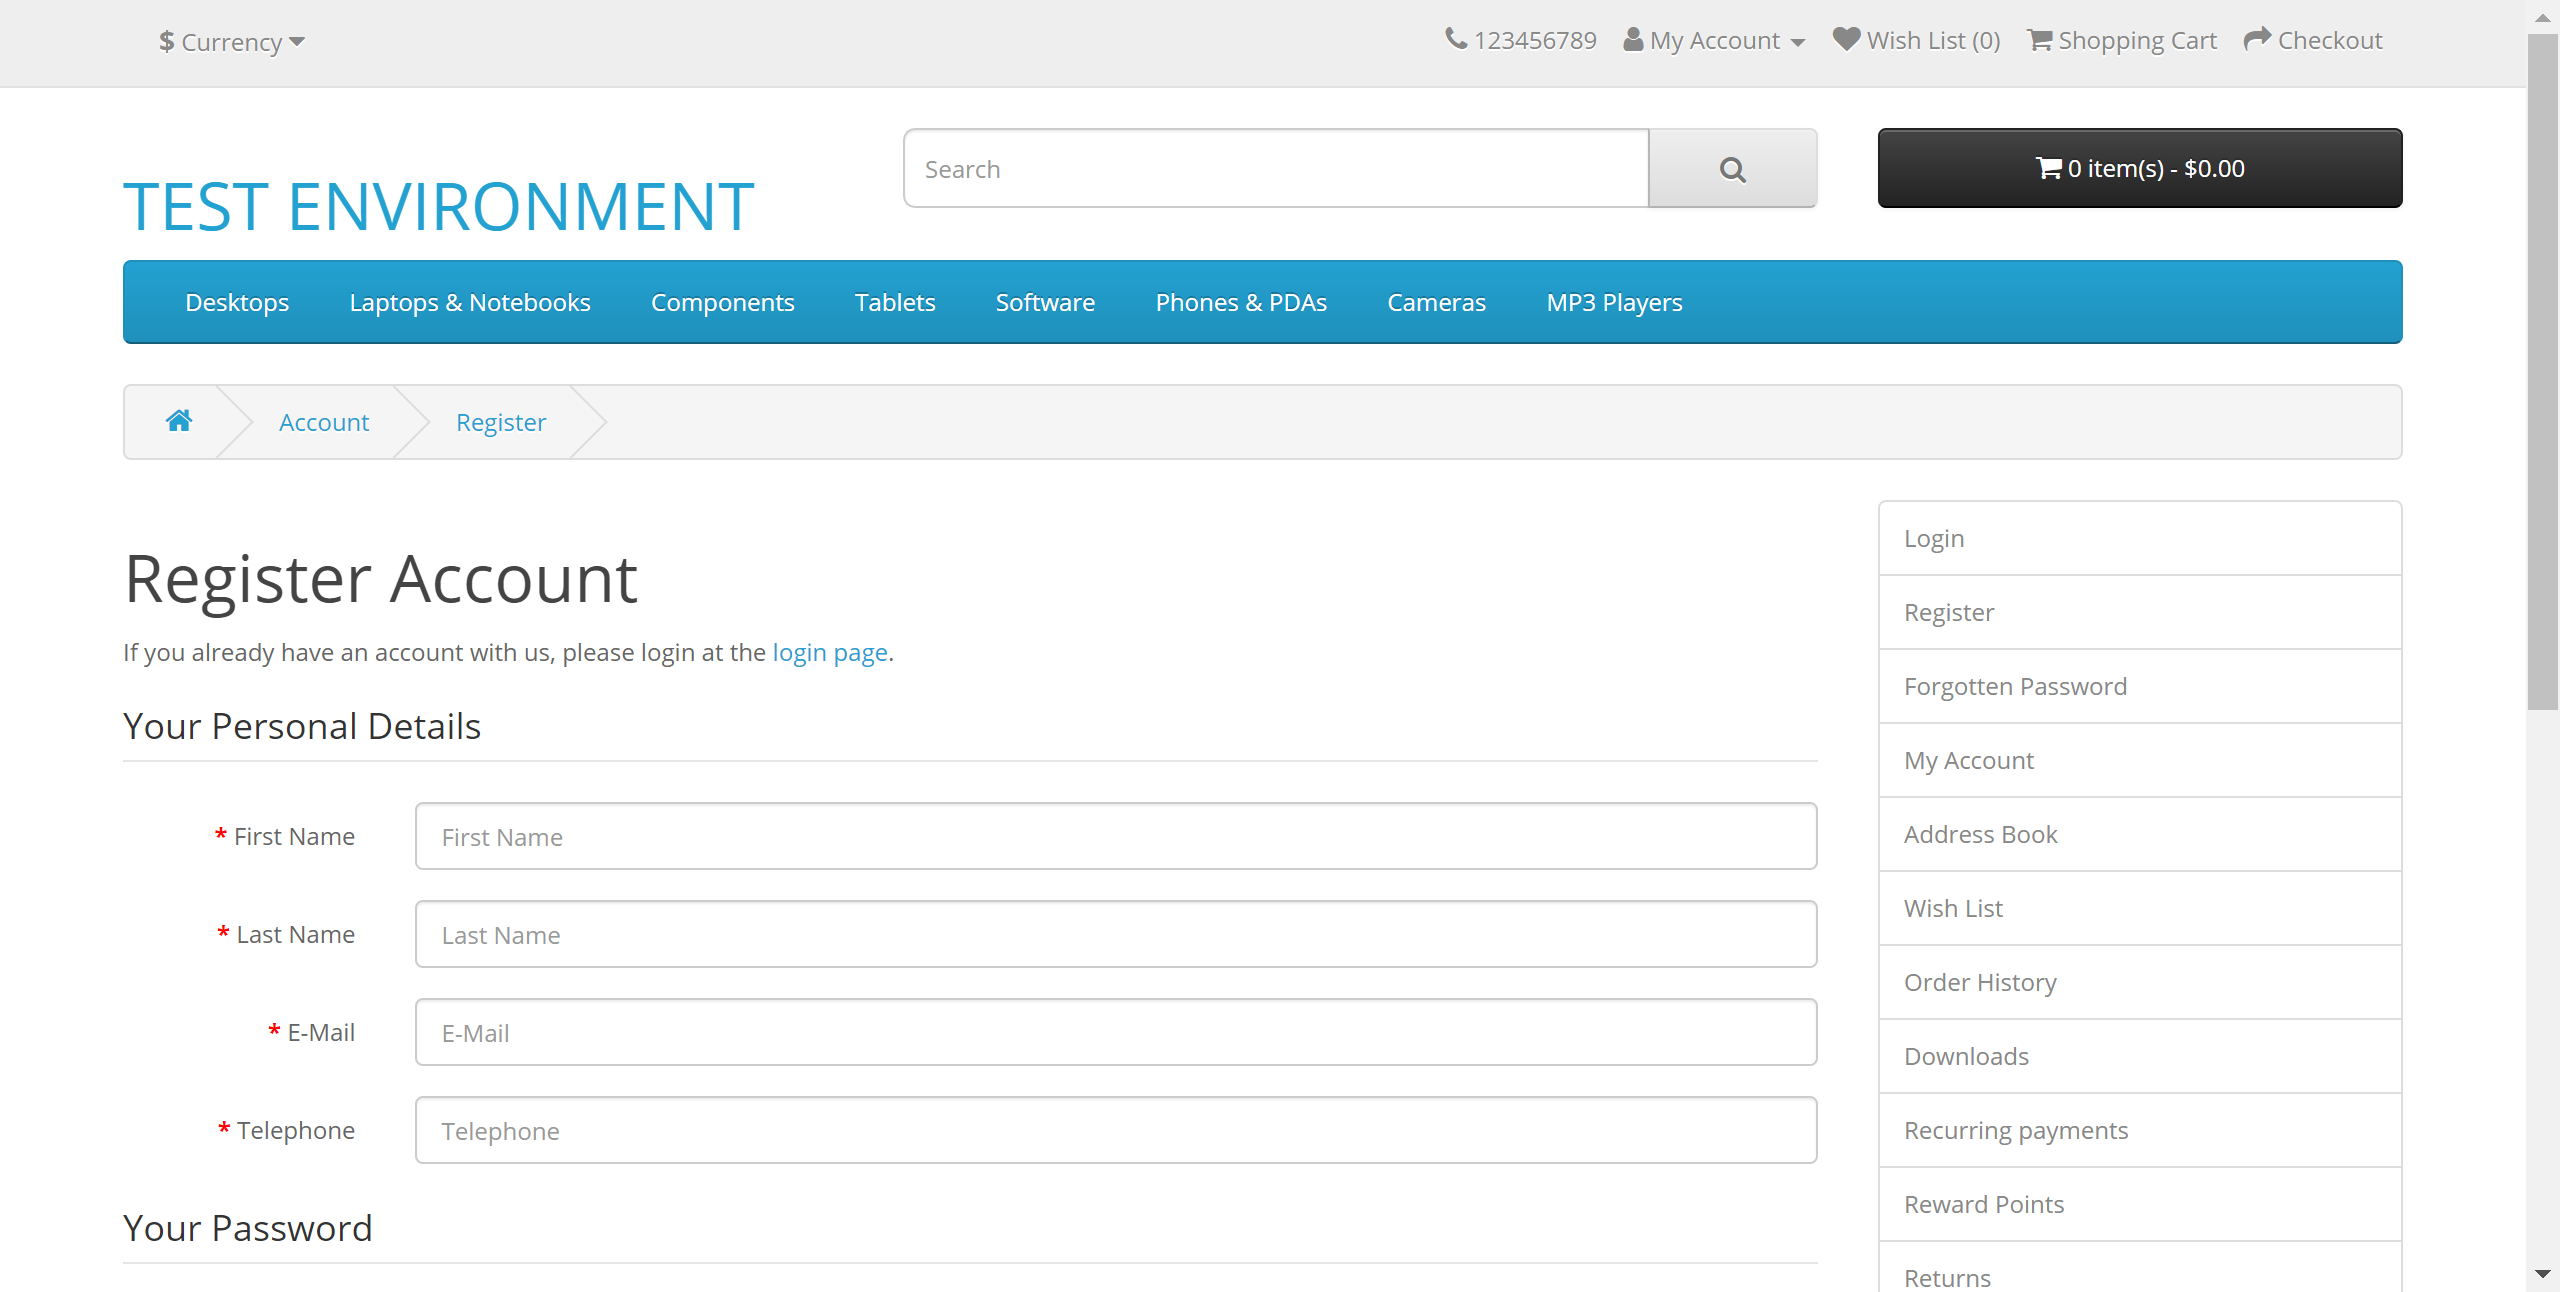 $ Currency
123456789 My Account Wish List (0) Shopping Cart Checkout
TEST ENVIRONMENT
Search
0 item(s) - $0.00
Desktops Laptops & Notebooks Components Tablets Software Phones & PDAs Cameras MP3 Players
Account Register
Register Account
If you already have an account with us, please login at the login page.
Your Personal Details
* First Name First Name
* Last Name Last Name
* E-Mail E-Mail
* Telephone Telephone
Your Password
Login
Register
Forgotten Password
My Account
Address Book
Wish List
Order History
Downloads
Recurring payments
Reward Points
Returns